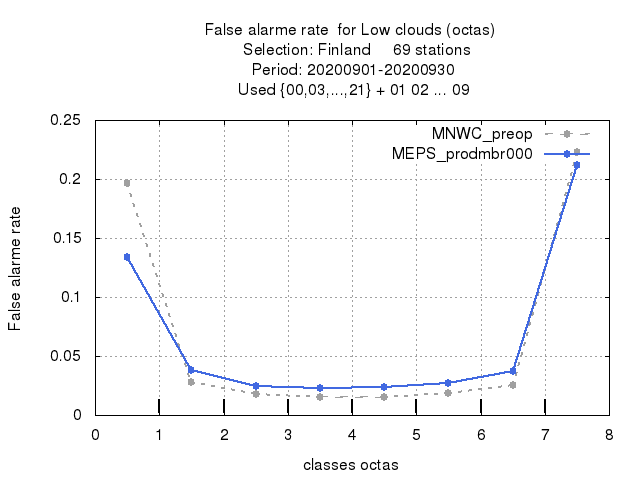 False alarme rate  for Low clouds (octas)
Selection: Finland     69 stations
Period: 20200901-20200930
Used {00,03,...,21} + 01 02 ... 09
MNWC_preop
MEPS_prodmbr000
0.25
0.2
0.15
0.1
0.05
0
False alarme rate
0 1 2 3 4 5 6 7 8
classes octas